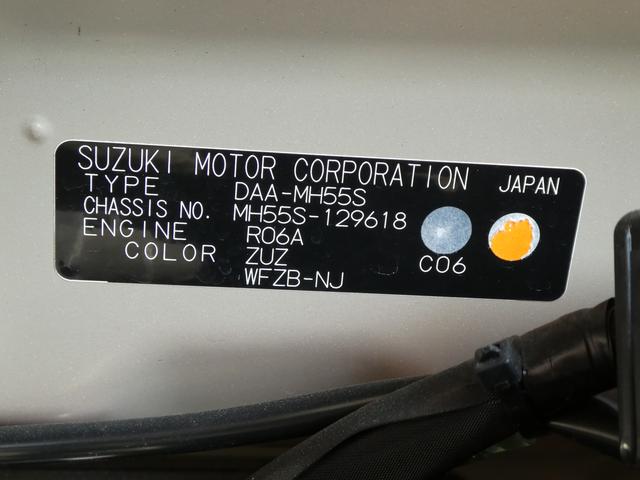 SUZUKI MOTOR CORPORATION JAPAN
TYPE DAA-MH55S
CHASSIS NO. MH55S-129618
ENGINE R06A
COLOR ZUZ C06
WFZB-NJ